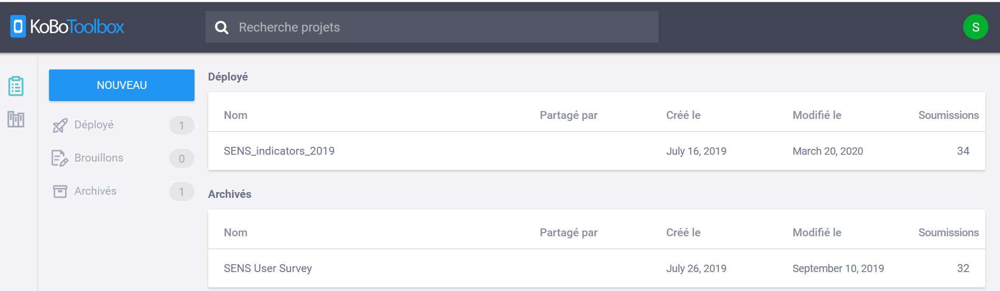 KoBoToolbox
Recherche projets
S
NOUVEAU
Déployé 1
Brouillons 0
Archivés 1
Déployé
Nom Partagé par Créé le Modifié le Soumissions
SENS_indicators_2019 July 16, 2019 March 20, 2020 34
Archivés
Nom Partagé par Créé le Modifié le Soumissions
SENS User Survey July 26, 2019 September 10, 2019 32